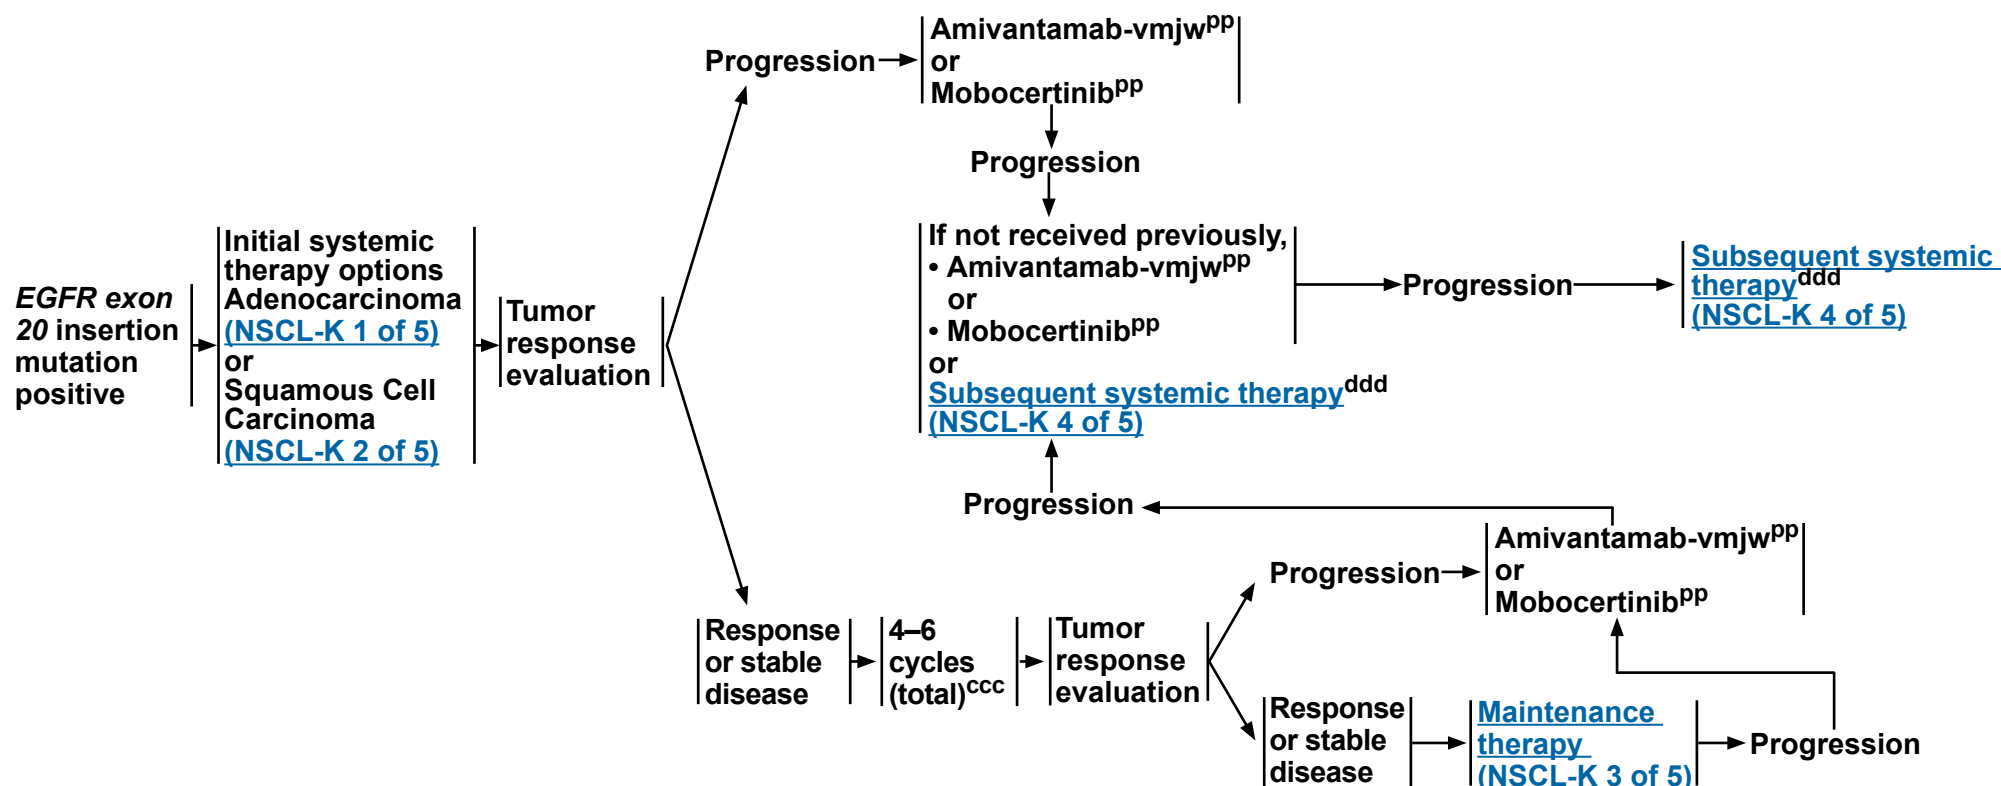 EGFR exon
20 insertion
mutation
positive
Initial systemic
therapy options
Adenocarcinoma
(NSCL-K 1 of 5)
or
Squamous Cell
Carcinoma
(NSCL-K 2 of 5)
Tumor
response
evaluation
Progression
Amivantamab-vmjwpp
or
Mobocertinibpp
Progression
If not received previously,
• Amivantamab-vmjwpp
or
• Mobocertinibpp
or
Subsequent systemic therapyddd
(NSCL-K 4 of 5)
Progression
Subsequent systemic
therapyddd
(NSCL-K 4 of 5)
Progression
Response
or stable
disease
4–6
cycles
(total)ccc
Tumor
response
evaluation
Progression
Amivantamab-vmjwpp
or
Mobocertinibpp
Response
or stable
disease
Maintenance
therapy
(NSCL-K 3 of 5)
Progression